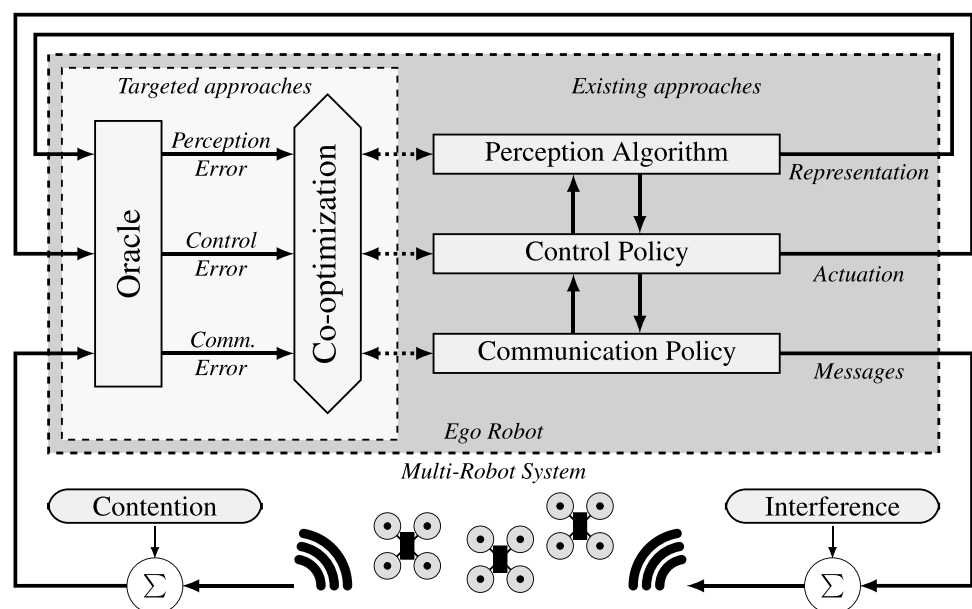 Targeted approaches
Existing approaches
Oracle
Perception
Error
Control
Error
Comm.
Error
Co-optimization
Perception Algorithm
Control Policy
Communication Policy
Representation
Actuation
Messages
Ego Robot
Multi-Robot System
Contention
Interference
Σ
Σ